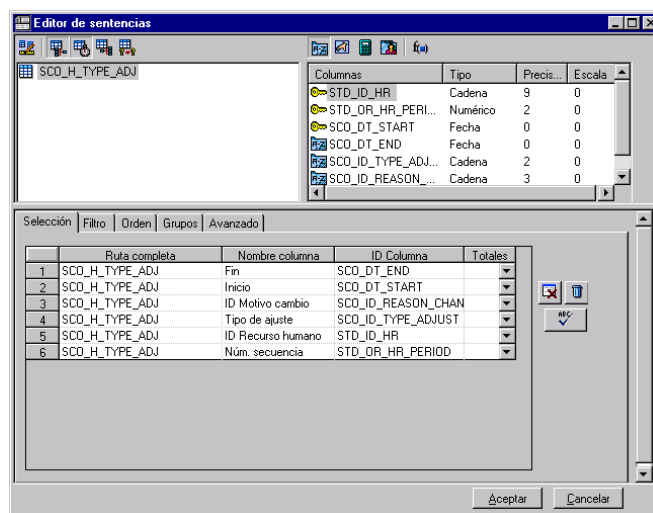 Editor de sentencias
SCO_H_TYPE_ADJ
Columnas Tipo Precis... Escala
STD_ID_HR Cadena 9 0
STD_OR_HR_PERI... Numérico 2 0
SCO_DT_START Fecha 0 0
SCO_DT_END Fecha 0 0
SCO_ID_TYPE_ADJ... Cadena 2 0
SCO_ID_REASON_... Cadena 3 0
Selección Filtro Orden Grupos Avanzado
Ruta completa Nombre columna ID Columna Totales
1 SCO_H_TYPE_ADJ Fin SCO_DT_END
2 SCO_H_TYPE_ADJ Inicio SCO_DT_START
3 SCO_H_TYPE_ADJ ID Motivo cambio SCO_ID_REASON_CHAN
4 SCO_H_TYPE_ADJ Tipo de ajuste SCO_ID_TYPE_ADJUST
5 SCO_H_TYPE_ADJ ID Recurso humano STD_ID_HR
6 SCO_H_TYPE_ADJ Núm. secuencia STD_OR_HR_PERIOD
ABC
Aceptar Cancelar